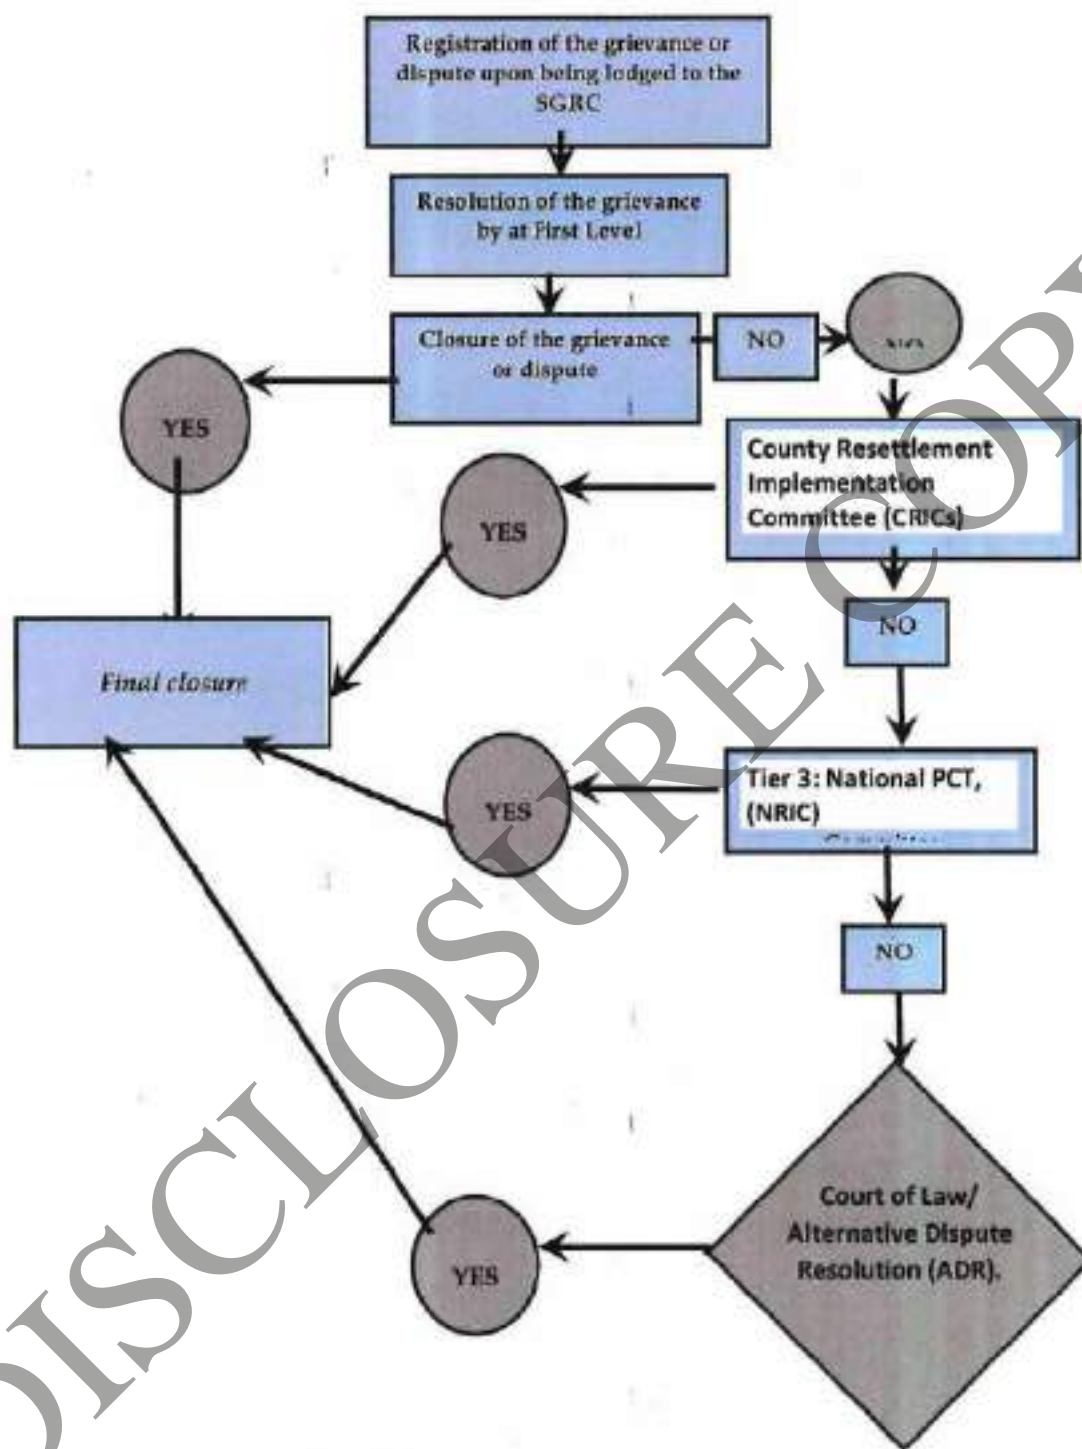 Registration of the grievance or
dispute upon being lodged to the
SGRC
Resolution of the grievance
by at First Level
Closure of the grievance
or dispute
NO
YES
County Resettlement
Implementation
Committee (CRICs)
YES
NO
Final closure
Tier 3: National PCT,
(NRIC)
YES
NO
Court of Law/
Alternative Dispute
Resolution (ADR).
YES
DISCLOSURE COPY